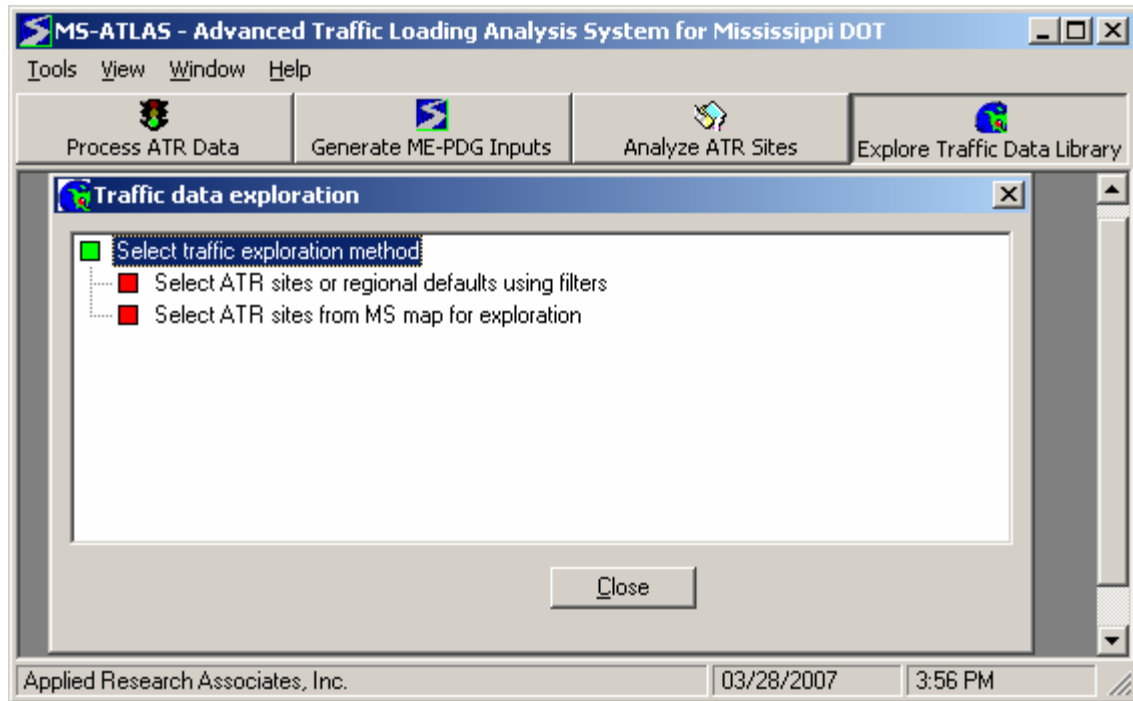 MS-ATLAS - Advanced Traffic Loading Analysis System for Mississippi DOT
Tools View Window Help
Process ATR Data Generate ME-PDG Inputs Analyze ATR Sites Explore Traffic Data Library
Traffic data exploration
Select traffic exploration method
Select ATR sites or regional defaults using filters
Select ATR sites from MS map for exploration
Close
Applied Research Associates, Inc. 03/28/2007 3:56 PM